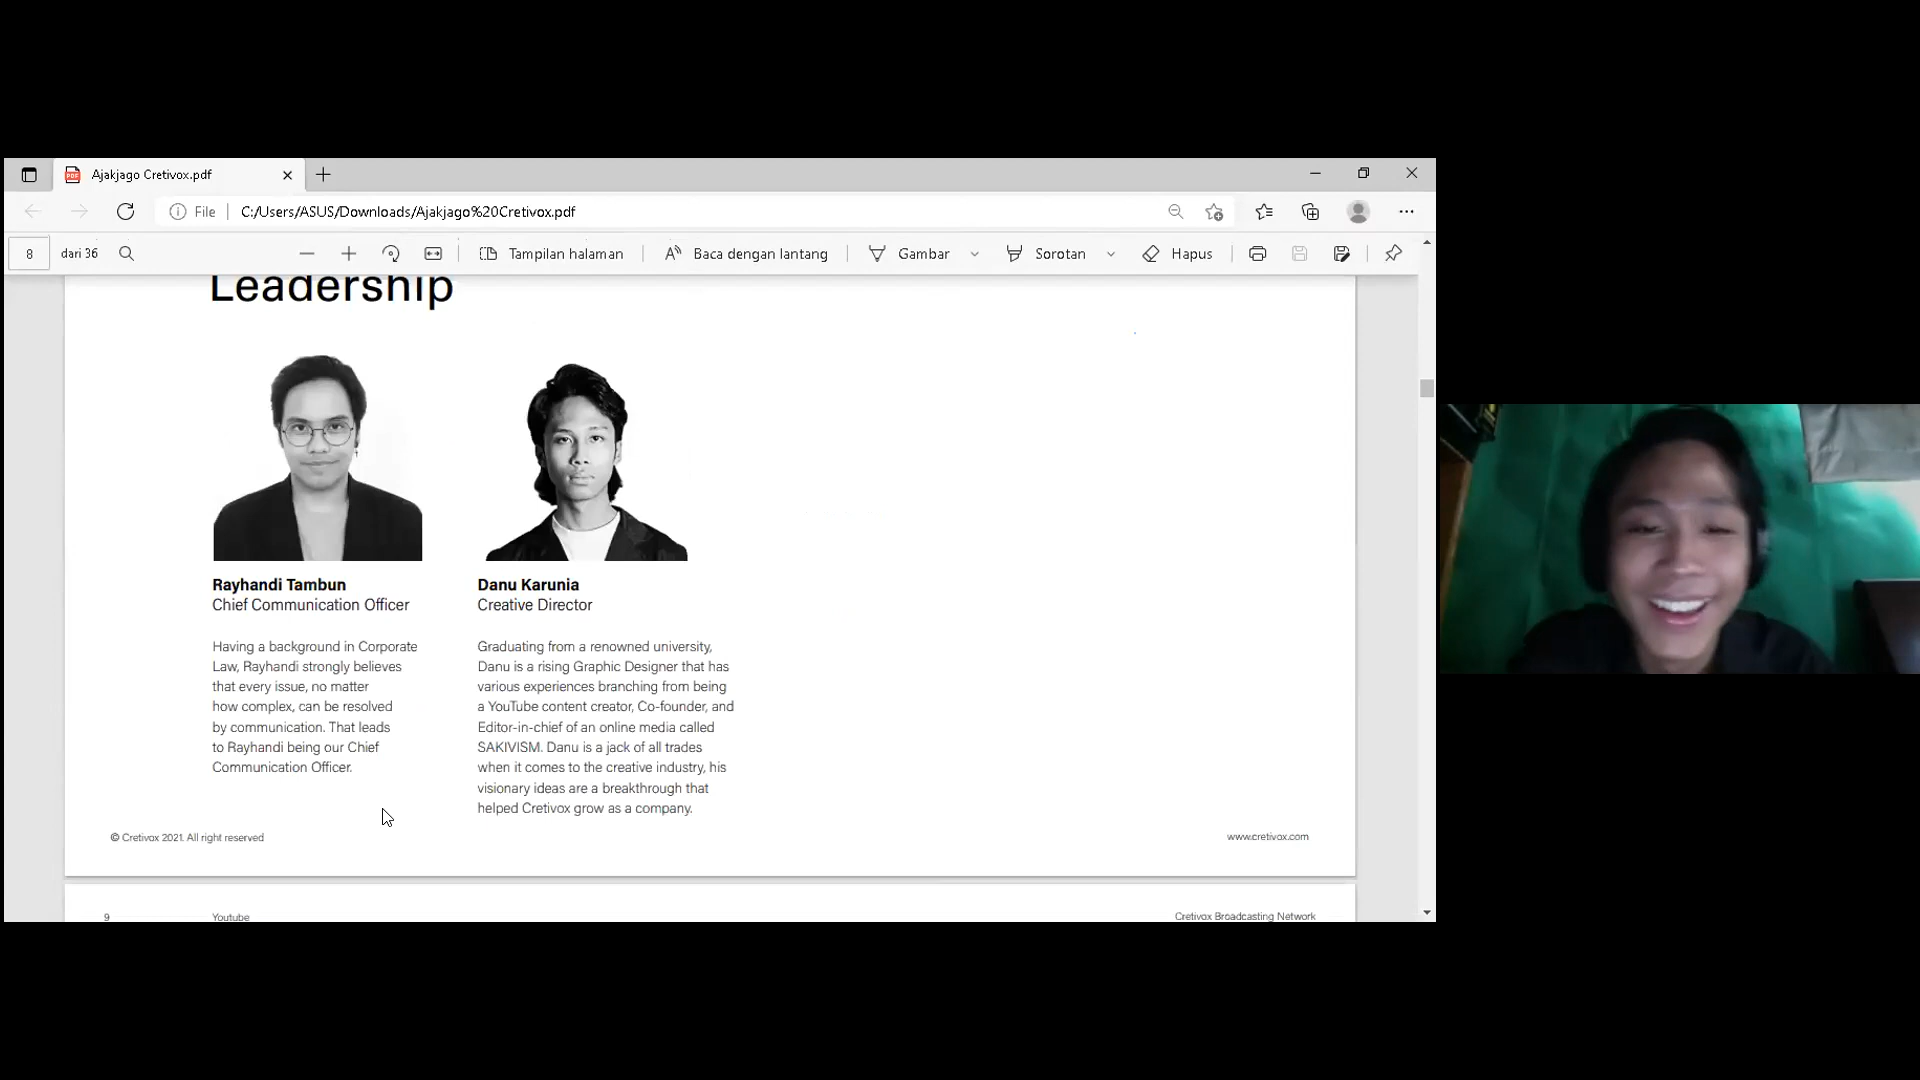 Ajakjago Cretivox.pdf
File
C:/Users/ASUS/Downloads/Ajakjago%20Cretivox.pdf
8 dari 36
Tampilan halaman
Baca dengan lantang
Gambar
Sorotan
Hapus
Leadership
Rayhandi Tambun
Chief Communication Officer
Having a background in Corporate
Law, Rayhandi strongly believes
that every issue, no matter
how complex, can be resolved
by communication. That leads
to Rayhandi being our Chief
Communication Officer.
Danu Karunia
Creative Director
Graduating from a renowned university,
Danu is a rising Graphic Designer that has
various experiences branching from being
a YouTube content creator, Co-founder, and
Editor-in-chief of an online media called
SAKIVISM. Danu is a jack of all trades
when it comes to the creative industry, his
visionary ideas are a breakthrough that
helped Cretivox grow as a company.
© Cretivox 2021. All right reserved
www.cretivox.com
9
Youtube
Cretivox Broadcasting Network